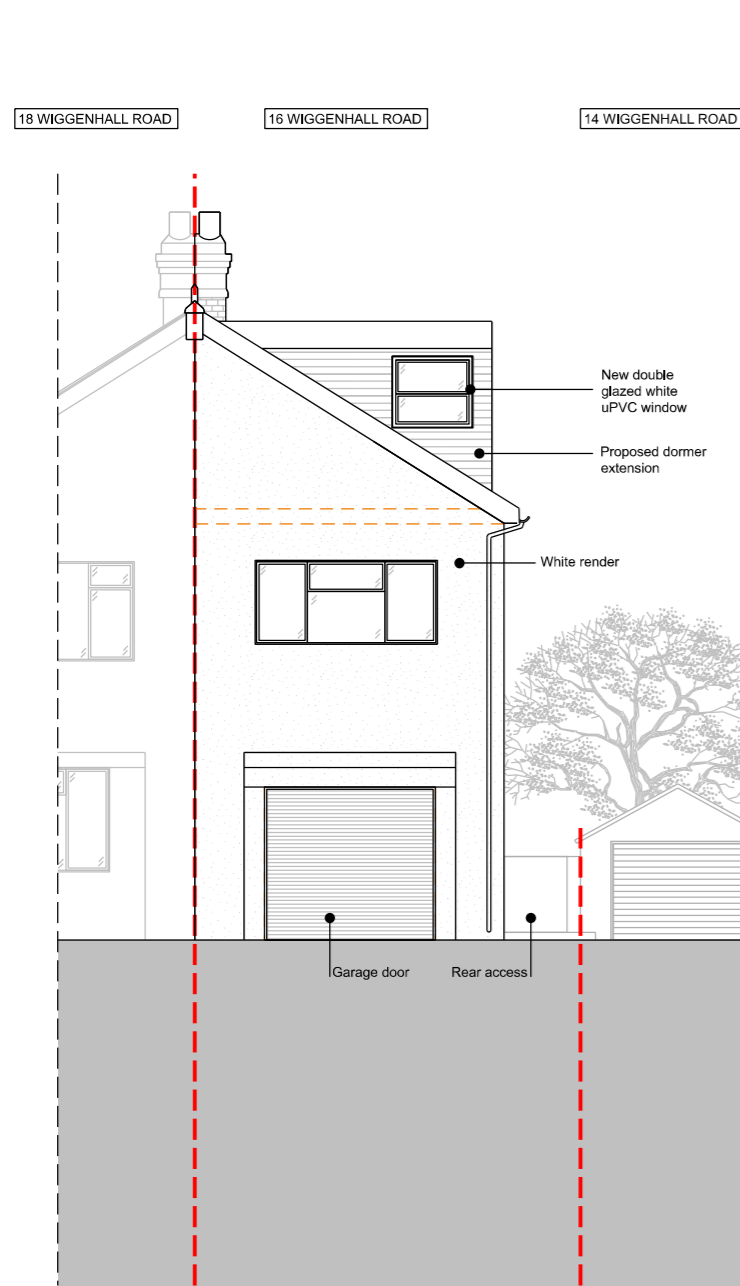 18 WIGGENHALL ROAD
16 WIGGENHALL ROAD
14 WIGGENHALL ROAD
New double
glazed white
uPVC window
Proposed dormer
extension
White render
Garage door
Rear access